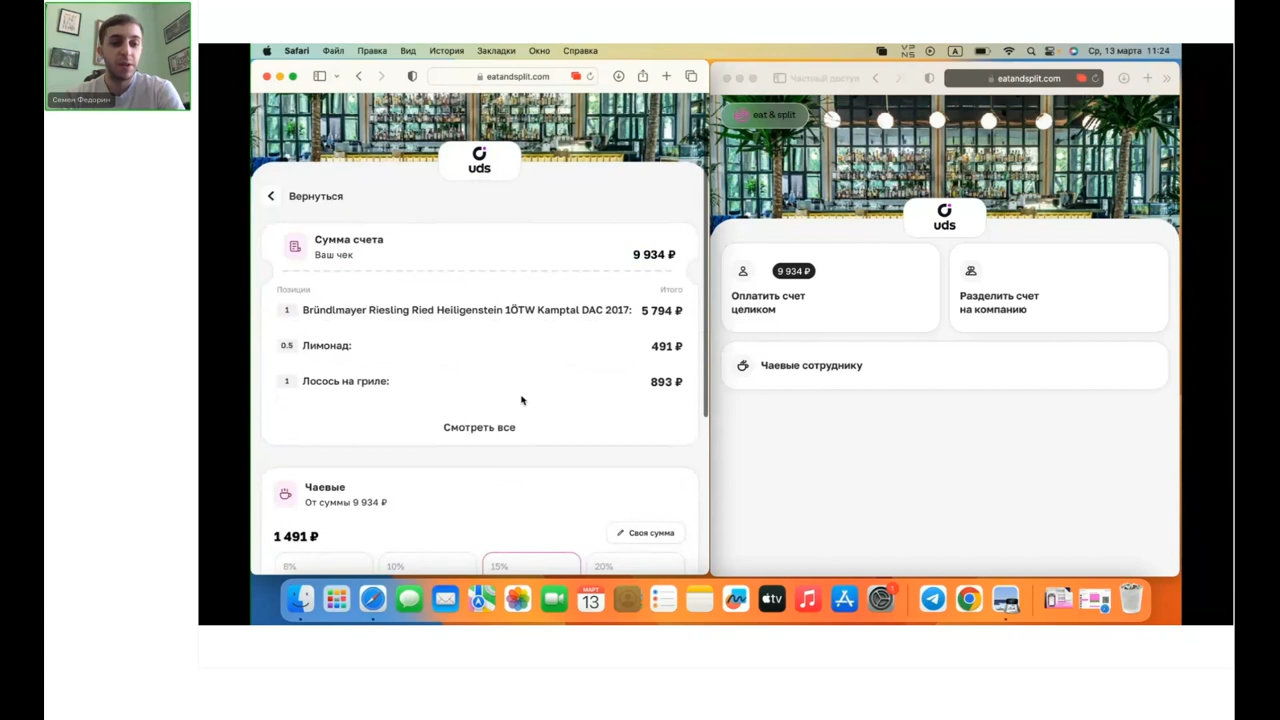 Семен Федорин
Safari Файл Правка Вид История Закладки Окно Справка
A
Ср, 13 марта 11:24
eatandsplit.com
uds
Вернуться
Сумма счета
Ваш чек
9 934 ₽
Позиции Итого
1 Bründlmayer Riesling Ried Heiligenstein 1ÖTW Kamptal DAC 2017: 5 794 ₽
0.5 Лимонад: 491 ₽
1 Лосось на гриле: 893 ₽
Смотреть все
Чаевые
От суммы 9 934 ₽
1 491 ₽
Своя сумма
8% 10% 15% 20%
Частный доступ
eatandsplit.com
eat & split
uds
9 934 ₽
Оплатить счет
целиком
Разделить счет
на компанию
Чаевые сотруднику
МАРТ
13
tv